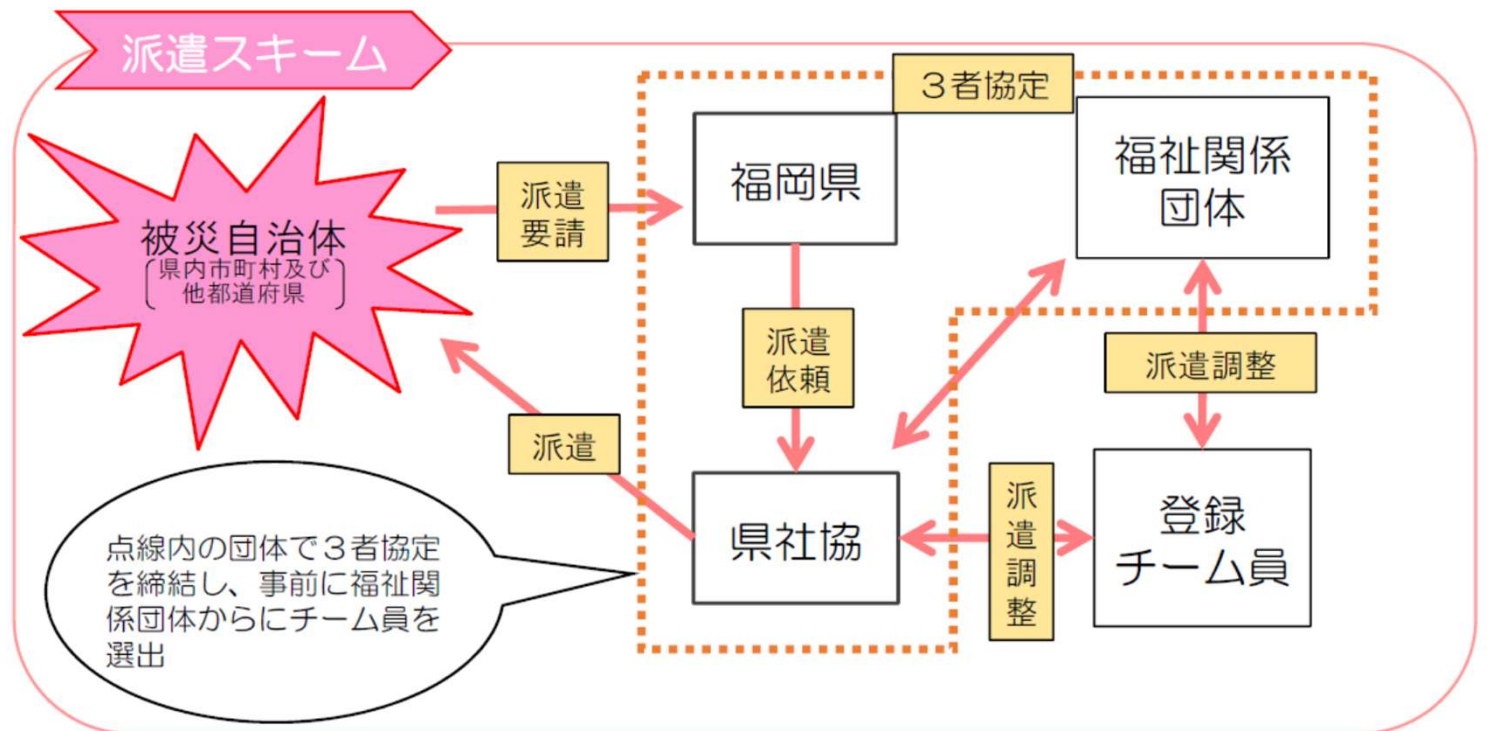 派遣スキーム
3者協定
福祉関係
団体
福岡県
派遣
要請
被災自治体
県内市町村及び
他都道府県
派遣
依頼
派遣調整
派遣
県社協
派
遣
調
整
登録
チーム員
点線内の団体で3者協定
を締結し、事前に福祉関
係団体からにチーム員を
選出